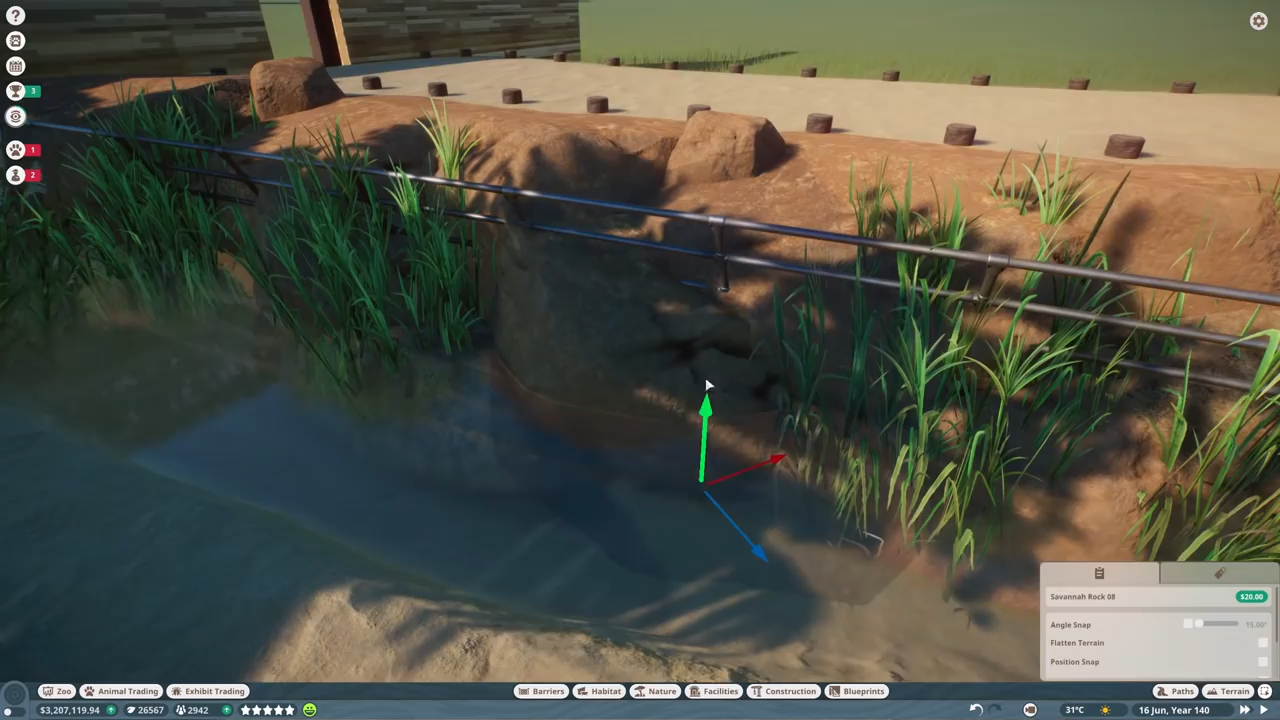 ?
3
1
2
Savannah Rock 08 $20.00
Angle Snap 15.00°
Flatten Terrain
Position Snap
Zoo Animal Trading Exhibit Trading Barriers Habitat Nature Facilities Construction Blueprints Paths Terrain
$3,207,119.94 26567 2942 31°C 16 Jun, Year 140